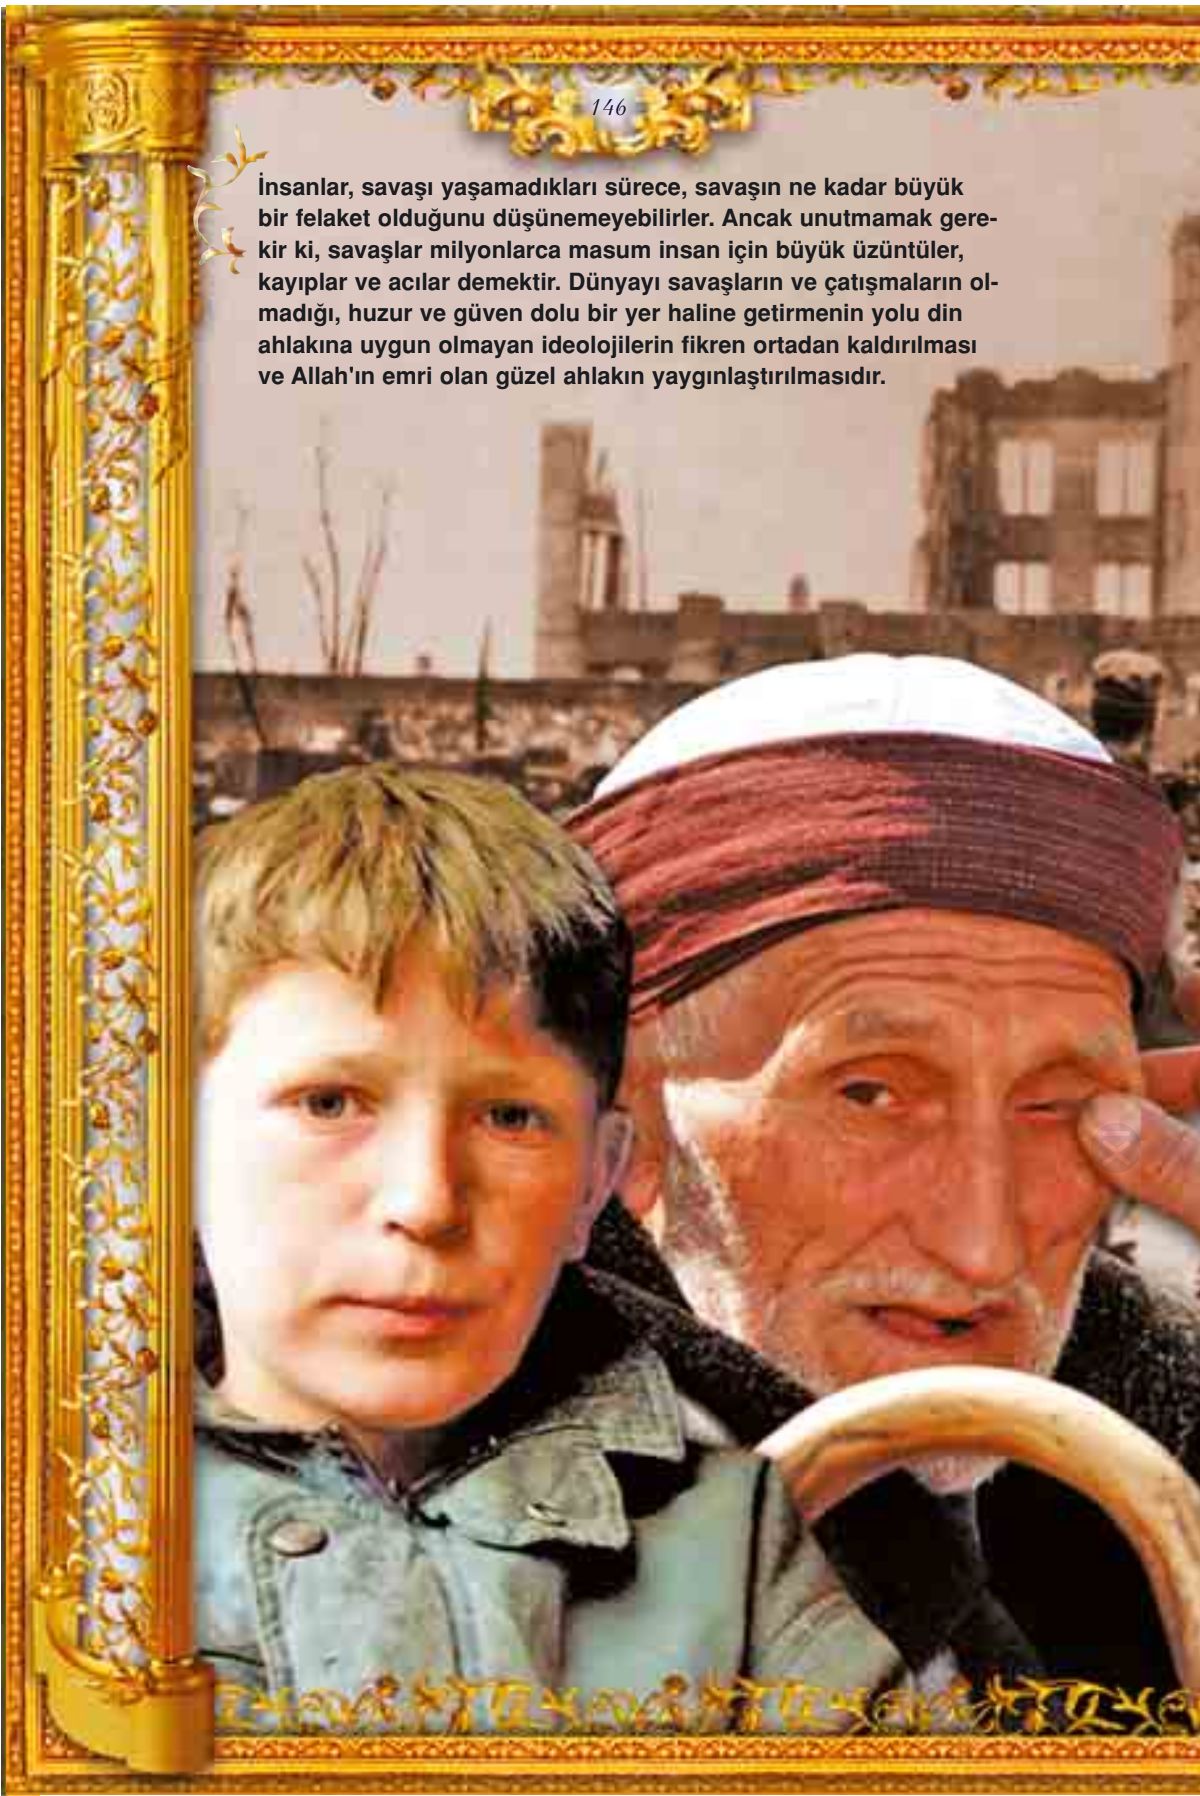 146
İnsanlar, savaşı yaşamadıkları sürece, savaşın ne kadar büyük
bir felaket olduğunu düşünemeyebilirler. Ancak unutmamak gere-
kir ki, savaşlar milyonlarca masum insan için büyük üzüntüler,
kayıplar ve acılar demektir. Dünyayı savaşların ve çatışmaların ol-
madığı, huzur ve güven dolu bir yer haline getirmenin yolu din
ahlakına uygun olmayan ideolojilerin fikren ortadan kaldırılması
ve Allah'ın emri olan güzel ahlakın yaygınlaştırılmasıdır.